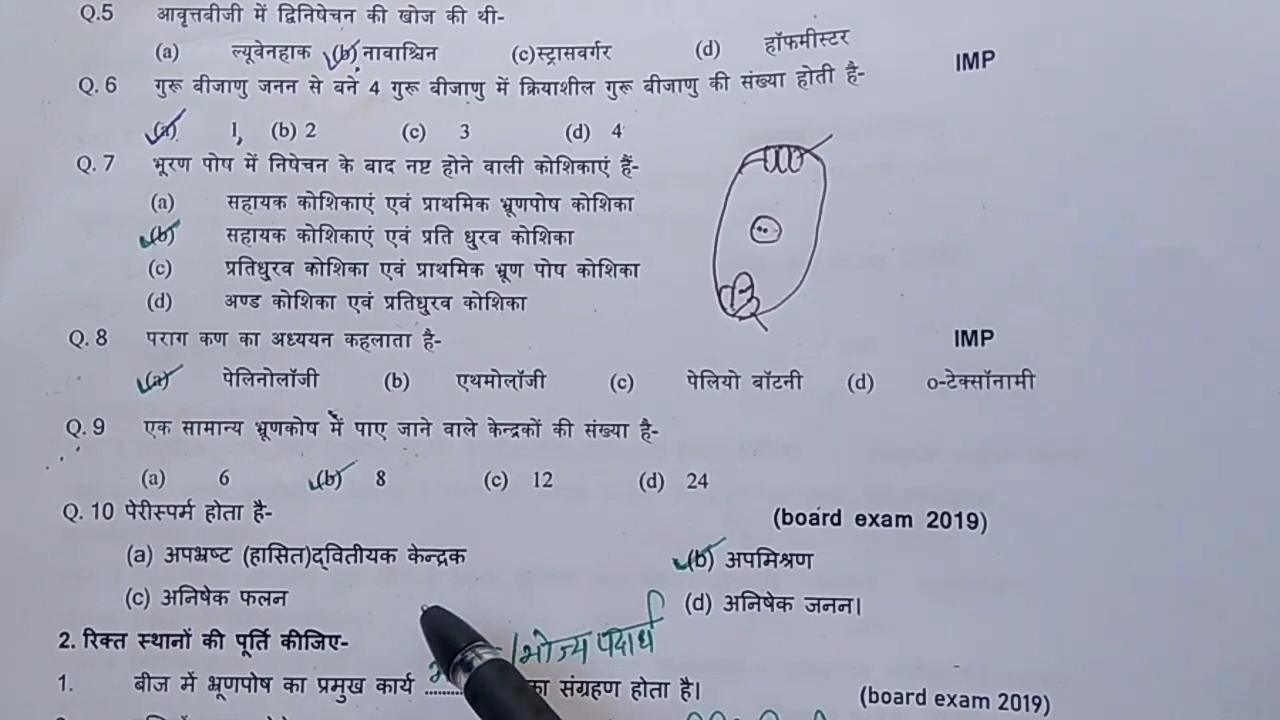 Q.5 आवृत्तबीजी में द्विनिषेचन की खोज की थी-
(a) ल्यूवेनहाक (b) नावाश्चिन (c)स्ट्रासवर्गर (d) हॉफमीस्टर
IMP
Q. 6 गुरू बीजाणु जनन से बने 4 गुरू बीजाणु में क्रियाशील गुरू बीजाणु की संख्या होती है-
(a) 1, (b) 2 (c) 3 (d) 4
Q. 7 भूरण पोष में निषेचन के वाद नष्ट होने वाली कोशिकाएं हैं-
(a) सहायक कोशिकाएं एवं प्राथमिक भ्रूणपोष कोशिका
(b) सहायक कोशिकाएं एवं प्रति धुरव कोशिका
(c) प्रतिधुरव कोशिका एवं प्राथमिक भ्रूण पोष कोशिका
(d) अण्ड कोशिका एवं प्रतिधुरव कोशिका
Q. 8 पराग कण का अध्ययन कहलाता है- IMP
(a) पेलिनोलॉजी (b) एथमोलॉजी (c) पेलियो बॉटनी (d) o-टेक्सॉनामी
Q. 9 एक सामान्य भ्रूणकोष में पाए जाने वाले केन्द्रकों की संख्या है-
(a) 6 (b) 8 (c) 12 (d) 24
Q. 10 पेरीस्पर्म होता है- (board exam 2019)
(a) अपभ्रष्ट (हासित)द्वितीयक केन्द्रक (b) अपमिश्रण
(c) अनिषेक फलन (d) अनिषेक जनन।
2. रिक्त स्थानों की पूर्ति कीजिए-
/भोज्य पदार्थ
1. बीज में भ्रूणपोष का प्रमुख कार्य .......... का संग्रहण होता है। (board exam 2019)